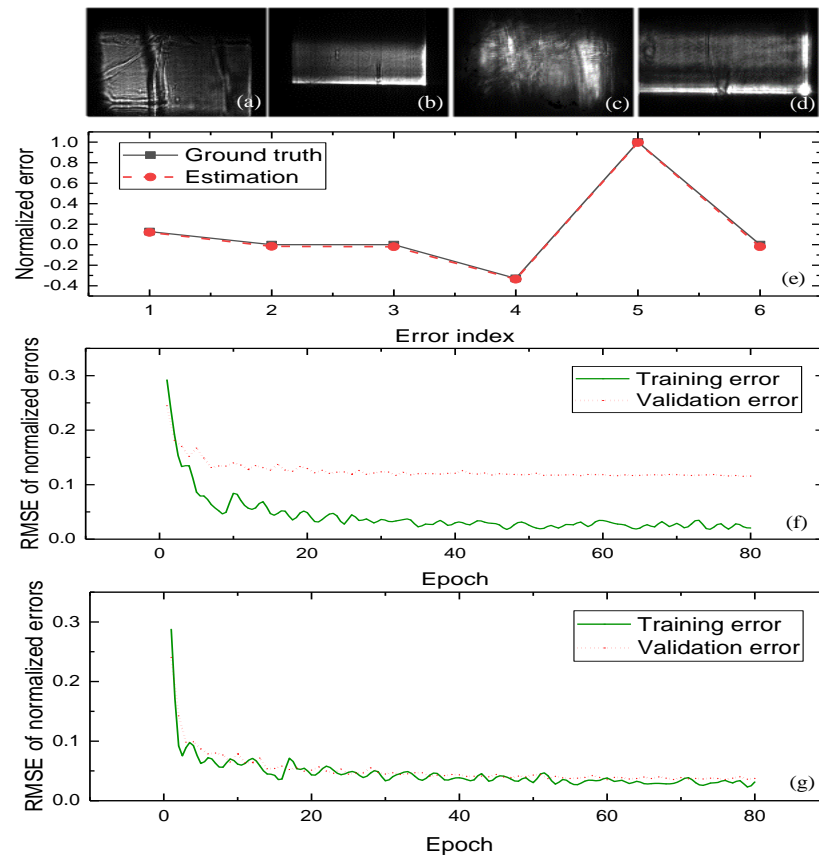 (a)
(b)
(c)
(d)
Normalized error
1.0
0.8
0.6
0.4
0.2
0.0
-0.2
-0.4
Ground truth
Estimation
(e)
1 2 3 4 5 6
Error index
RMSE of normalized errors
0.3
0.2
0.1
0.0
Training error
Validation error
(f)
0 20 40 60 80
Epoch
RMSE of normalized errors
0.3
0.2
0.1
0.0
Training error
Validation error
(g)
0 20 40 60 80
Epoch